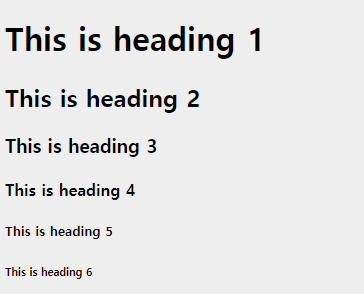 This is heading 1
This is heading 2
This is heading 3
This is heading 4
This is heading 5
This is heading 6